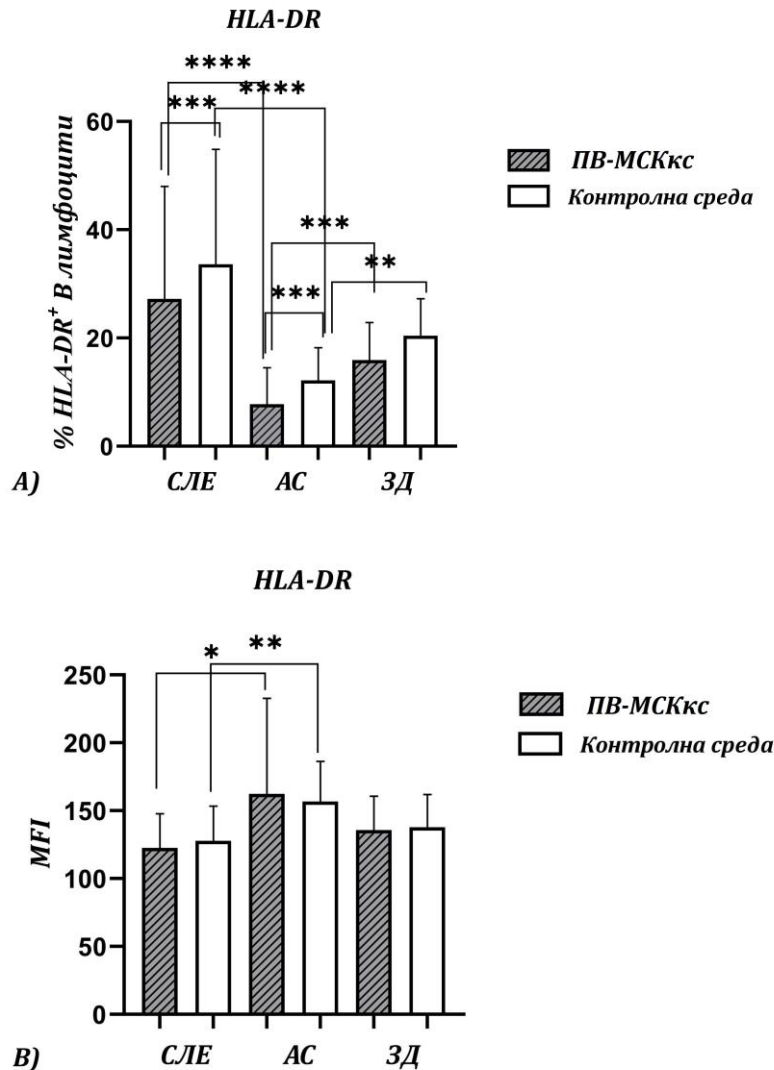 HLA-DR
****
****
***
60
40
20
0
% HLA-DR⁺ В лимфоцити
***
**
***
ПВ-МСКкс
Контролна среда
А)
СЛЕ АС ЗД
HLA-DR
*
**
250
200
150
100
50
0
MFI
ПВ-МСКкс
Контролна среда
В)
СЛЕ АС ЗД